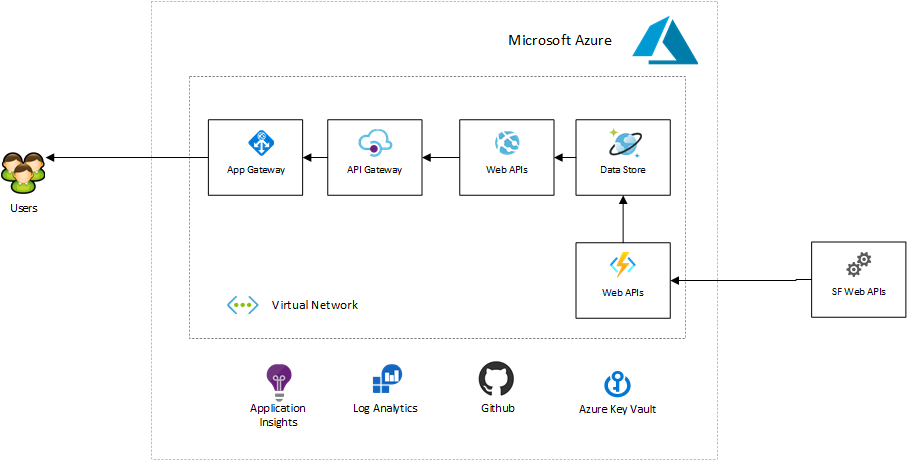 Microsoft Azure
App Gateway
API Gateway
Web APIs
Data Store
Users
Web APIs
SF Web APIs
Virtual Network
Application
Insights
Log Analytics
Github
Azure Key Vault